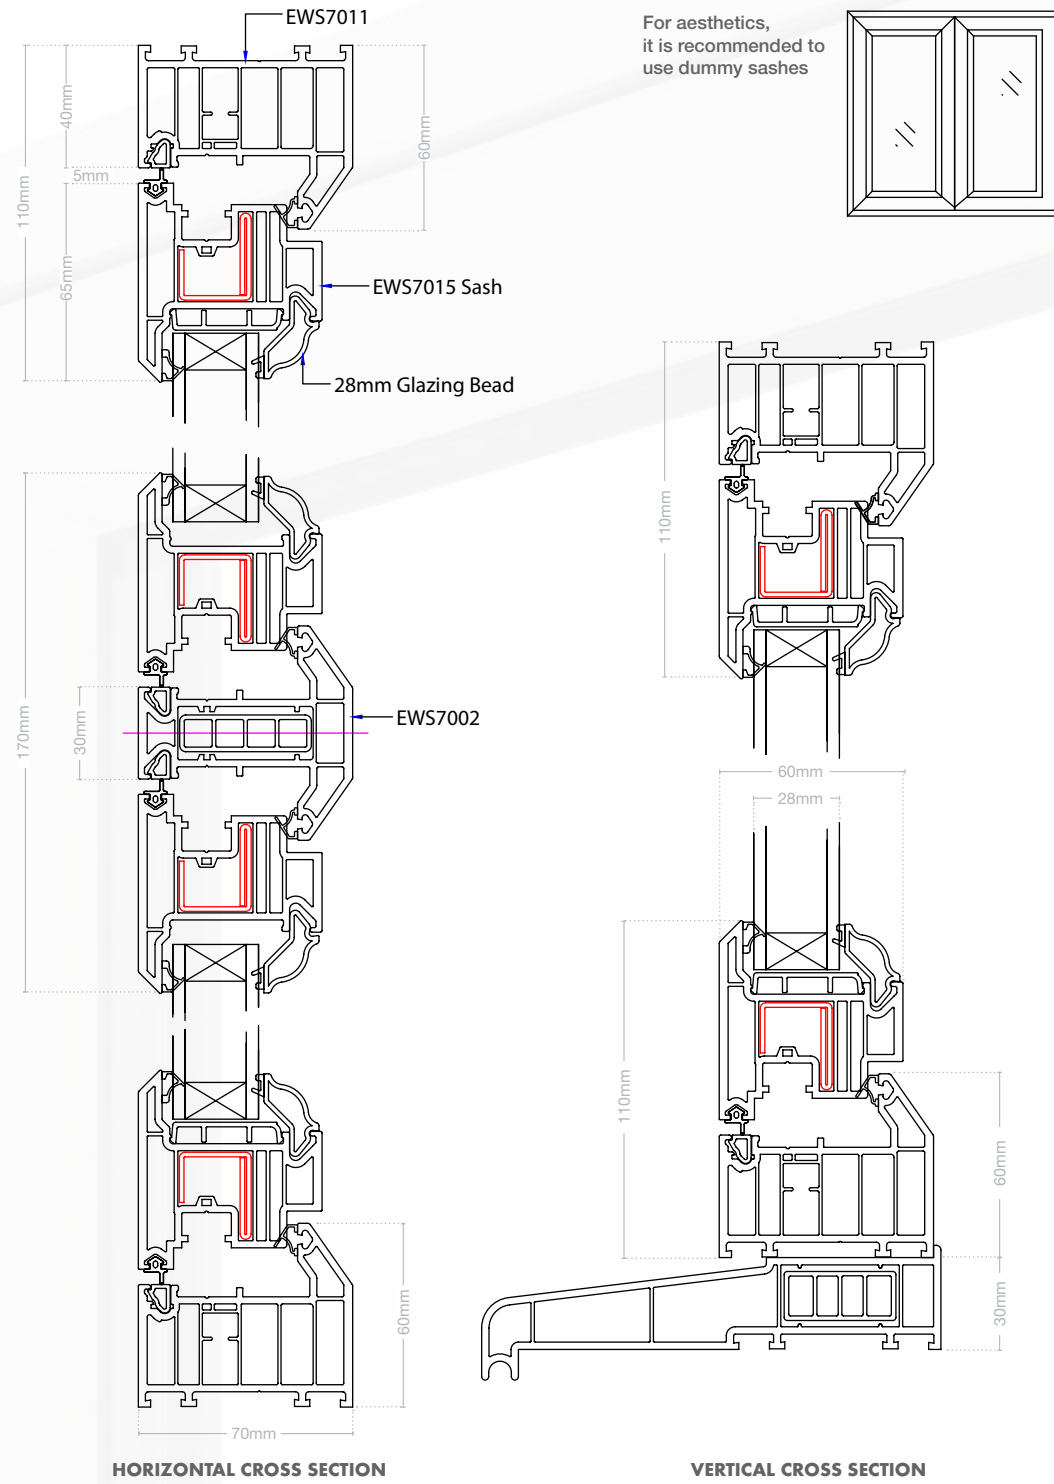 EWS7011
For aesthetics,
it is recommended to
use dummy sashes
40mm
60mm
5mm
110mm
65mm
EWS7015 Sash
28mm Glazing Bead
110mm
170mm
30mm
EWS7002
60mm
28mm
110mm
60mm
60mm
30mm
70mm
HORIZONTAL CROSS SECTION
VERTICAL CROSS SECTION